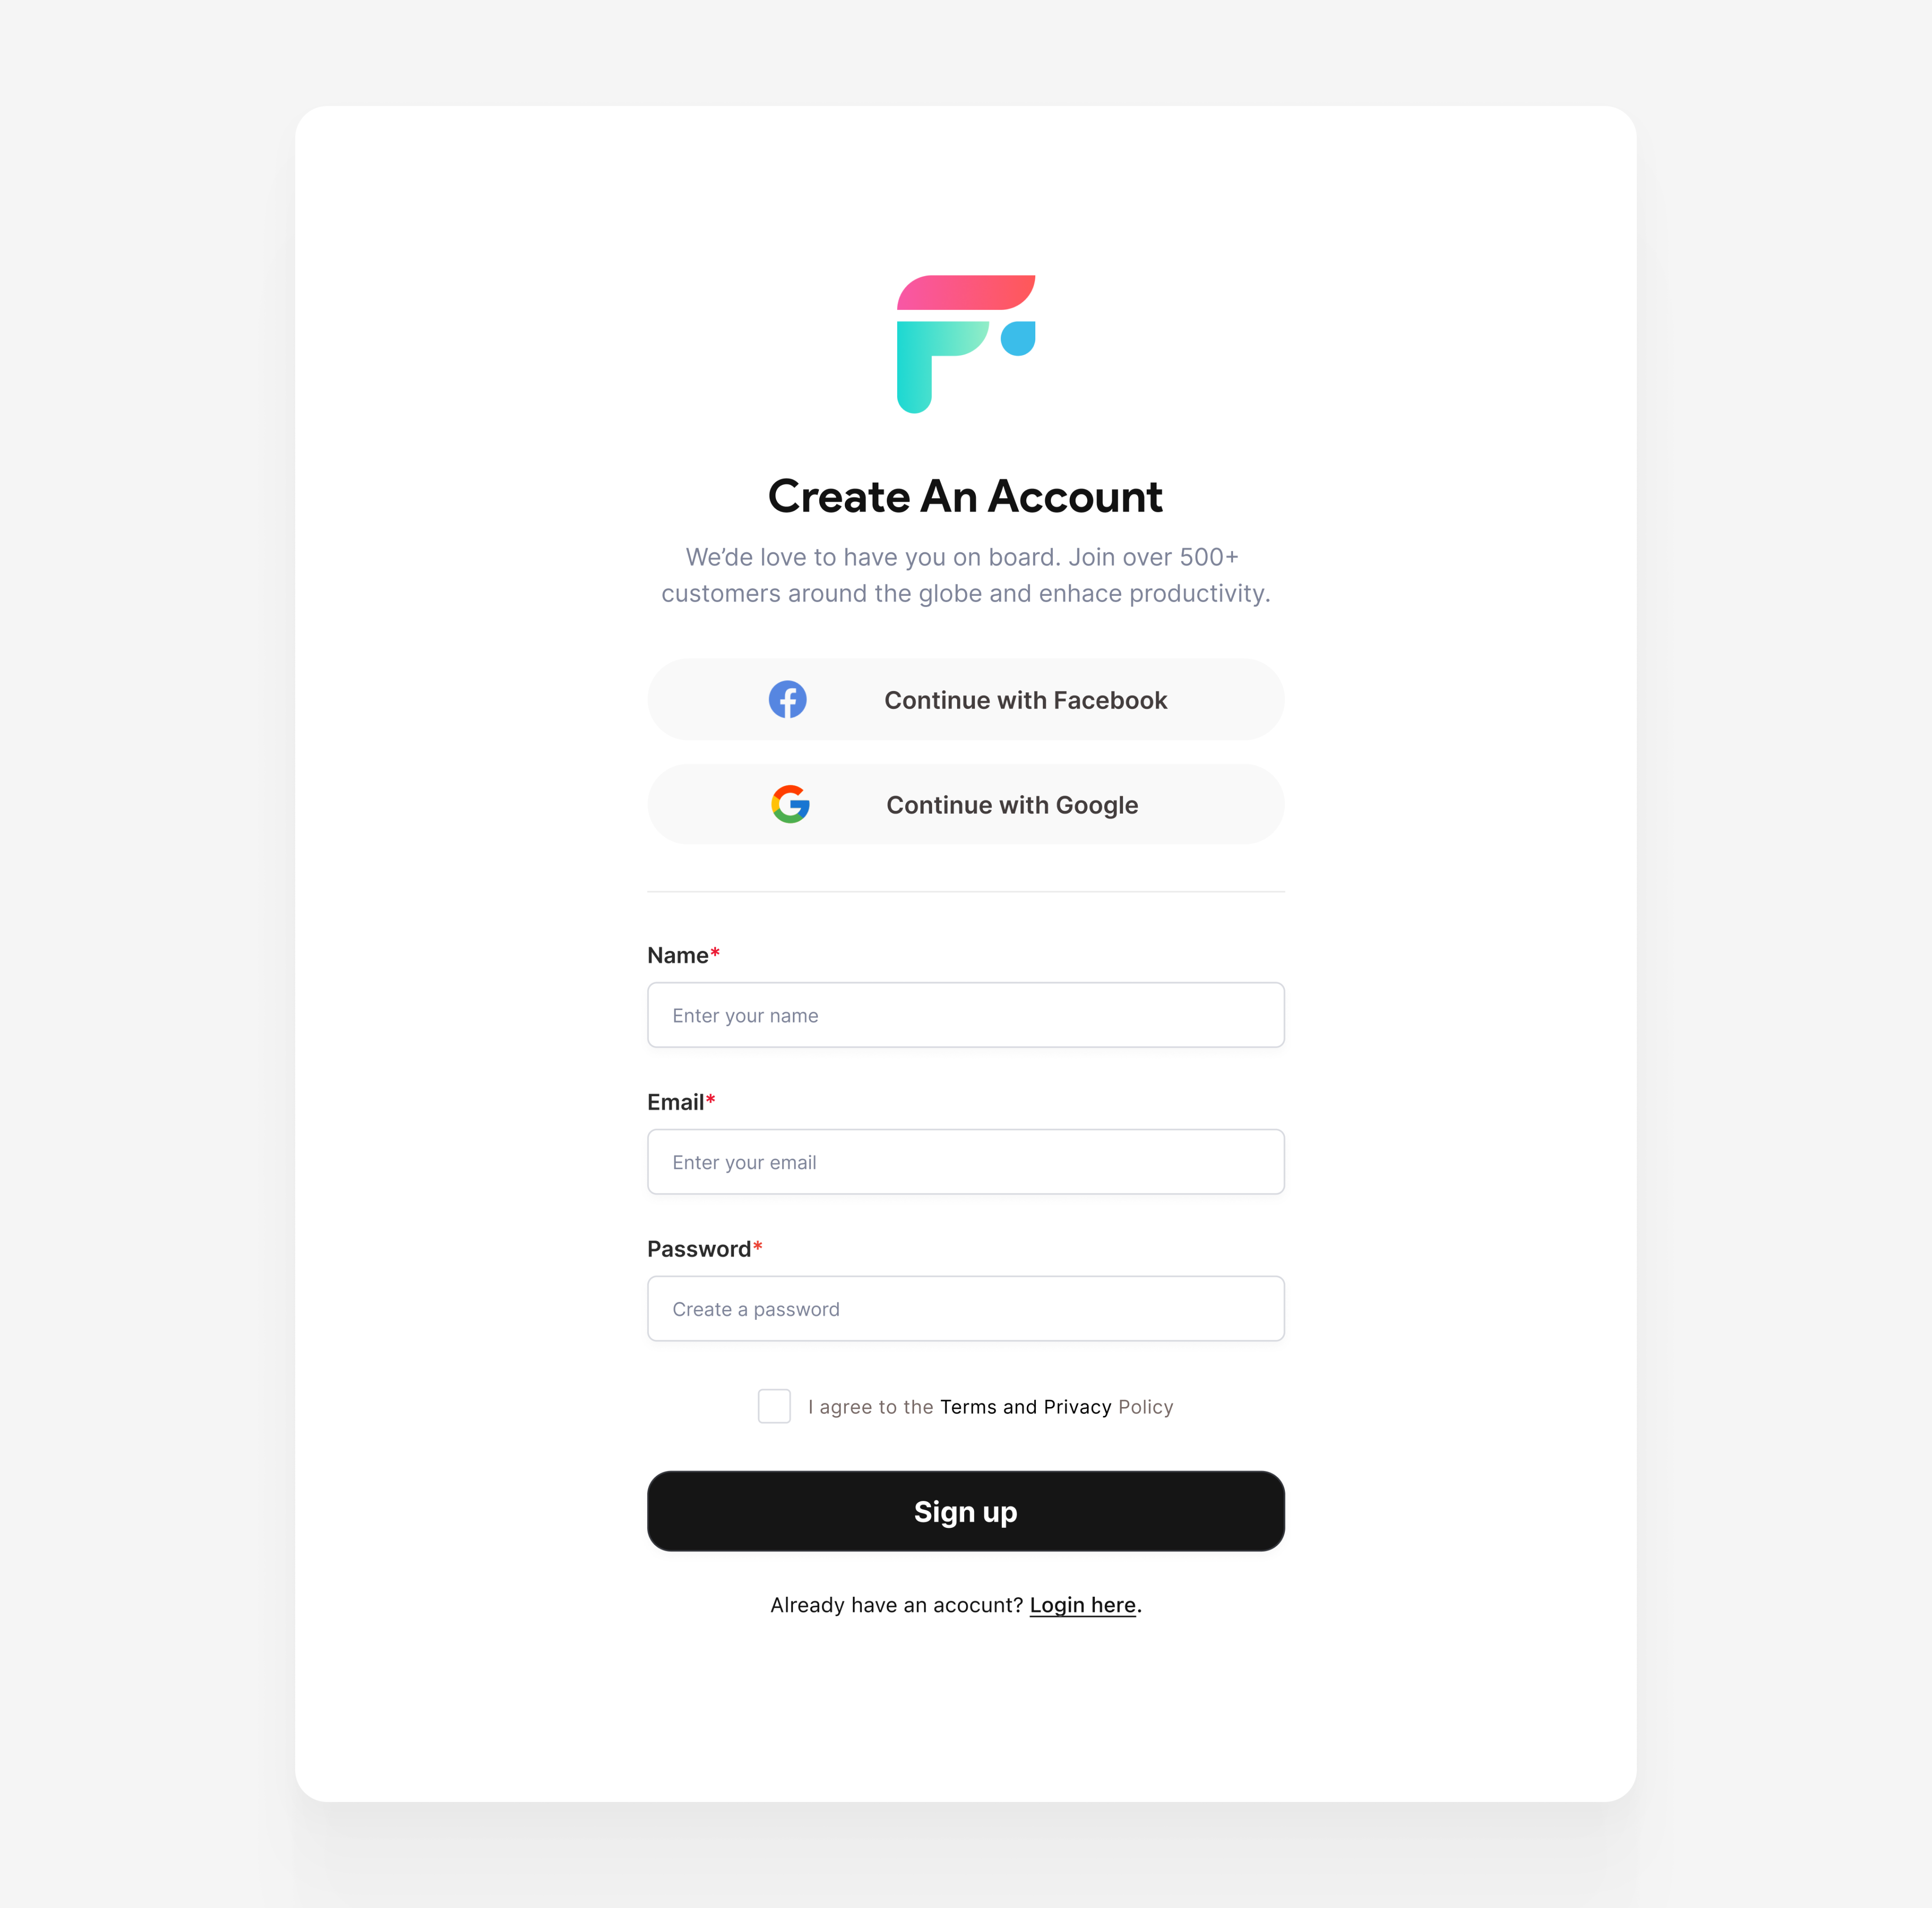 Create An Account
We’de love to have you on board. Join over 500+
customers around the globe and enhace productivity.
Continue with Facebook
Continue with Google
Name*
Enter your name
Email*
Enter your email
Password*
Create a password
I agree to the Terms and Privacy Policy
Sign up
Already have an acocunt? Login here.